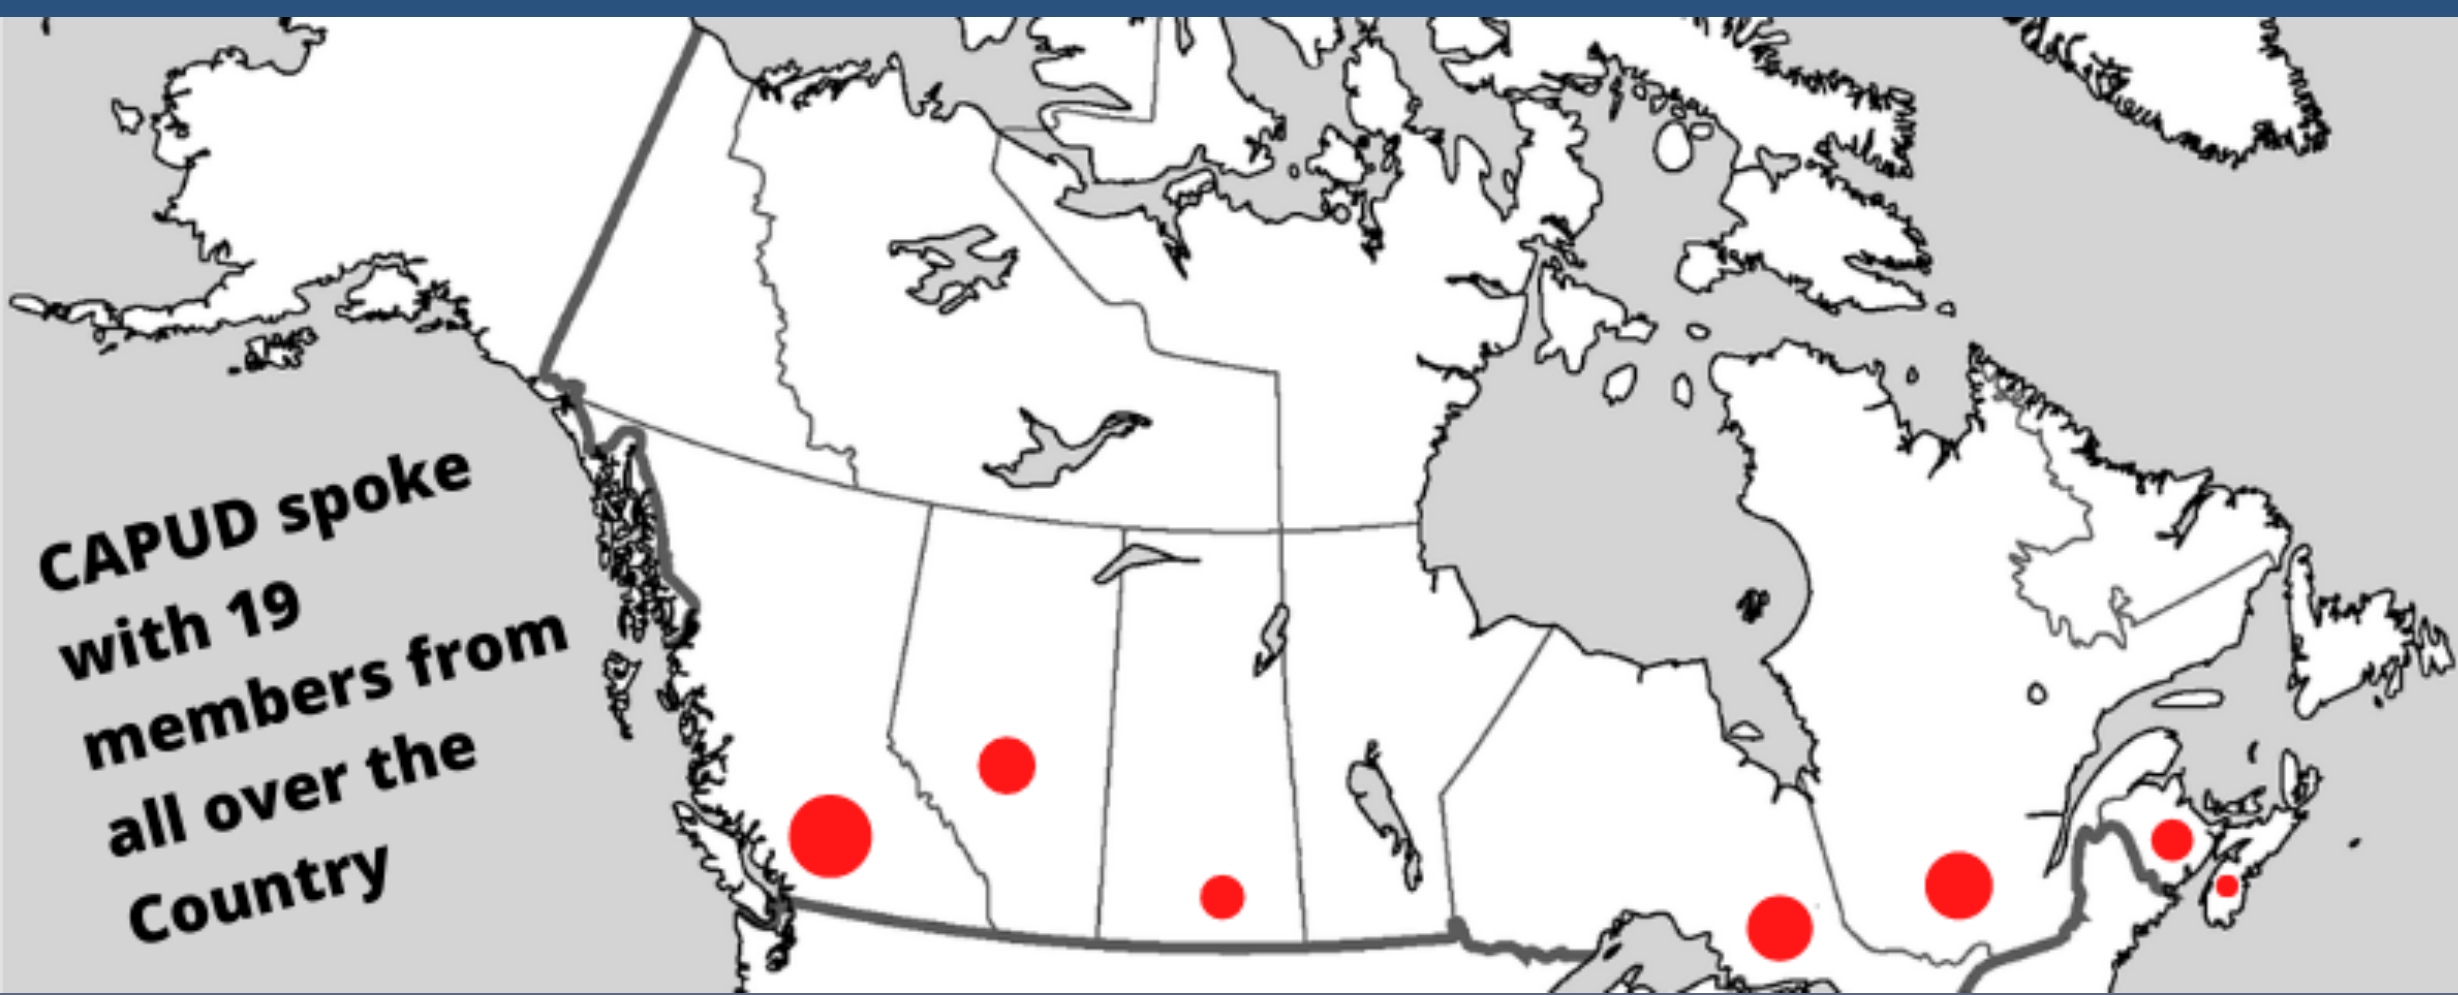 CAPUD spoke
with 19
members from
all over the
Country